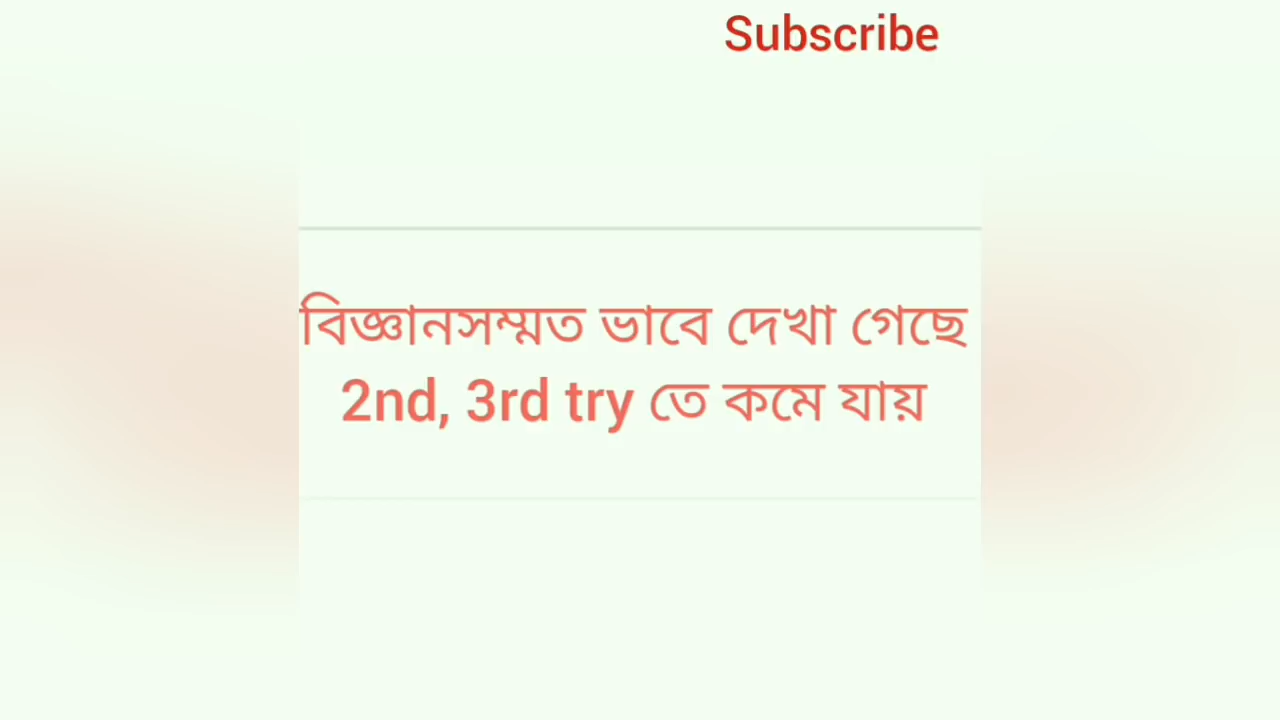 Subscribe
বিজ্ঞানসম্মত ভাবে দেখা গেছে
2nd, 3rd try তে কমে যায়